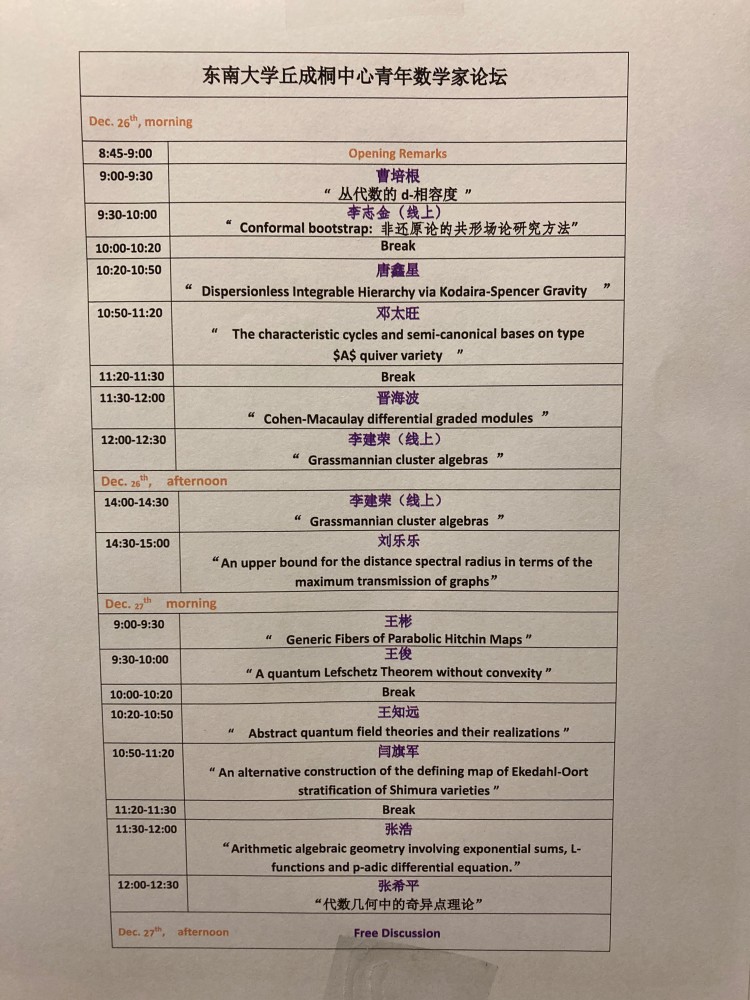 东南大学丘成桐中心青年数学家论坛
Dec. 26th, morning
8:45-9:00 Opening Remarks
9:00-9:30 曹培根
“ 丛代数的 d-相容度 ”
9:30-10:00 李志金（线上）
“ Conformal bootstrap: 非还原论的共形场论研究方法”
10:00-10:20 Break
10:20-10:50 唐鑫星
“ Dispersionless Integrable Hierarchy via Kodaira-Spencer Gravity ”
10:50-11:20 邓太旺
“ The characteristic cycles and semi-canonical bases on type
$A$ quiver variety ”
11:20-11:30 Break
11:30-12:00 晋海波
“ Cohen-Macaulay differential graded modules ”
12:00-12:30 李建荣（线上）
“ Grassmannian cluster algebras ”
Dec. 26th, afternoon
14:00-14:30 李建荣（线上）
“ Grassmannian cluster algebras ”
14:30-15:00 刘乐乐
“An upper bound for the distance spectral radius in terms of the
maximum transmission of graphs”
Dec. 27th morning
9:00-9:30 王彬
“ Generic Fibers of Parabolic Hitchin Maps ”
9:30-10:00 王俊
“ A quantum Lefschetz Theorem without convexity ”
10:00-10:20 Break
10:20-10:50 王知远
“ Abstract quantum field theories and their realizations ”
10:50-11:20 闫旗军
“ An alternative construction of the defining map of Ekedahl-Oort
stratification of Shimura varieties ”
11:20-11:30 Break
11:30-12:00 张浩
“Arithmetic algebraic geometry involving exponential sums, L-
functions and p-adic differential equation.”
12:00-12:30 张希平
“代数几何中的奇异点理论”
Dec. 27th, afternoon Free Discussion